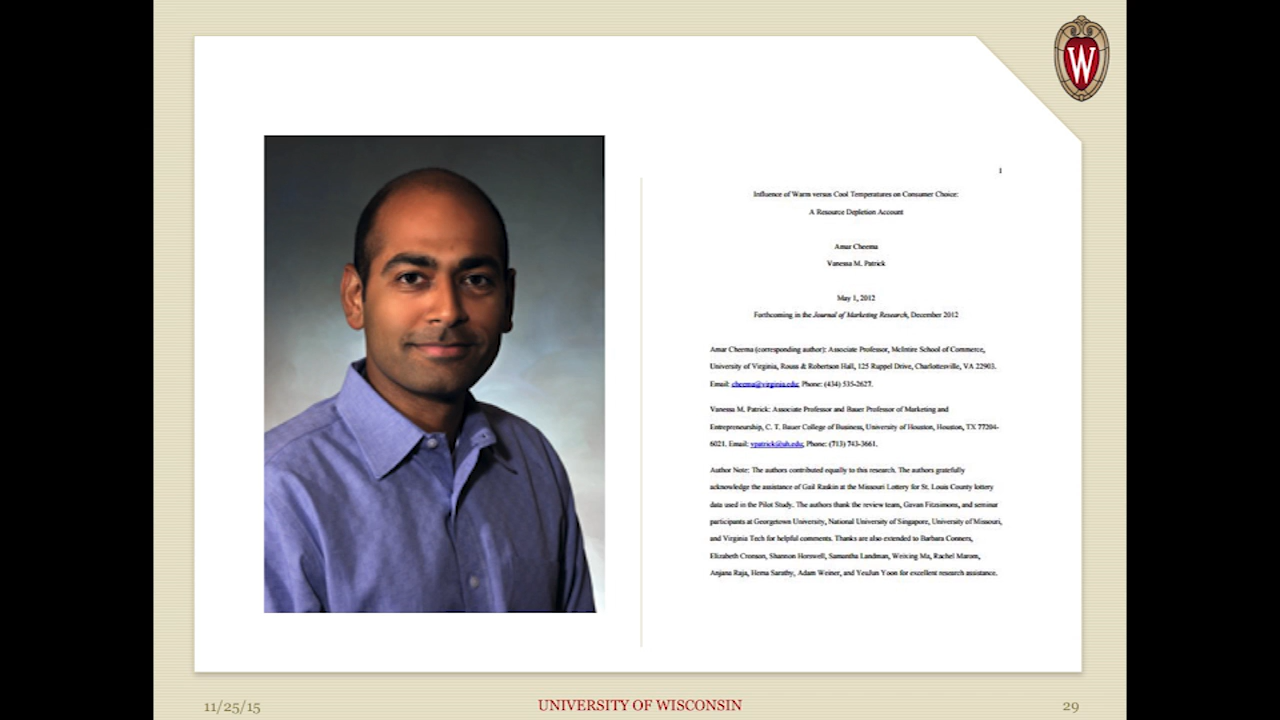 W
1
Influence of Warm versus Cool Temperatures on Consumer Choice:
A Resource Depletion Account
Amar Cheema
Vanessa M. Patrick
May 1, 2012
Forthcoming in the Journal of Marketing Research, December 2012
Amar Cheema (corresponding author): Associate Professor, McIntire School of Commerce,
University of Virginia, Rouss & Robertson Hall, 125 Ruppel Drive, Charlottesville, VA 22903.
Email: cheema@virginia.edu; Phone: (434) 535-2627.
Vanessa M. Patrick: Associate Professor and Bauer Professor of Marketing and
Entrepreneurship, C. T. Bauer College of Business, University of Houston, Houston, TX 77204-
6021. Email: vpatrick@uh.edu; Phone: (713) 743-3661.
Author Note: The authors contributed equally to this research. The authors gratefully
acknowledge the assistance of Gail Raskin at the Missouri Lottery for St. Louis County lottery
data used in the Pilot Study. The authors thank the review team, Gavan Fitzsimons, and seminar
participants at Georgetown University, National University of Singapore, University of Missouri,
and Virginia Tech for helpful comments. Thanks are also extended to Barbara Conners,
Elizabeth Cronson, Shannon Hornwell, Samantha Landman, Weixing Ma, Rachel Marom,
Anjana Raja, Hema Sarathy, Adam Weiner, and YeaJun Yoon for excellent research assistance.
11/25/15
UNIVERSITY OF WISCONSIN
29